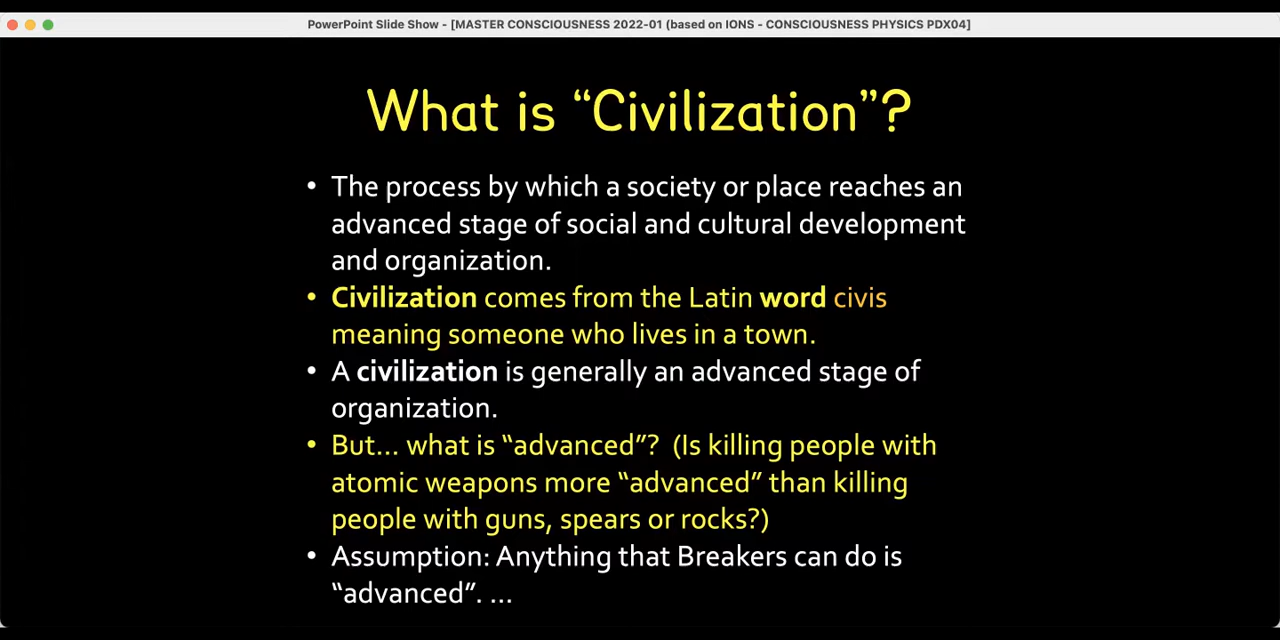 PowerPoint Slide Show - [MASTER CONSCIOUSNESS 2022-01 (based on IONS - CONSCIOUSNESS PHYSICS PDX04]
What is “Civilization”?
• The process by which a society or place reaches an
advanced stage of social and cultural development
and organization.
• Civilization comes from the Latin word civis
meaning someone who lives in a town.
• A civilization is generally an advanced stage of
organization.
• But... what is “advanced”?  (Is killing people with
atomic weapons more “advanced” than killing
people with guns, spears or rocks?)
• Assumption: Anything that Breakers can do is
“advanced”. ...